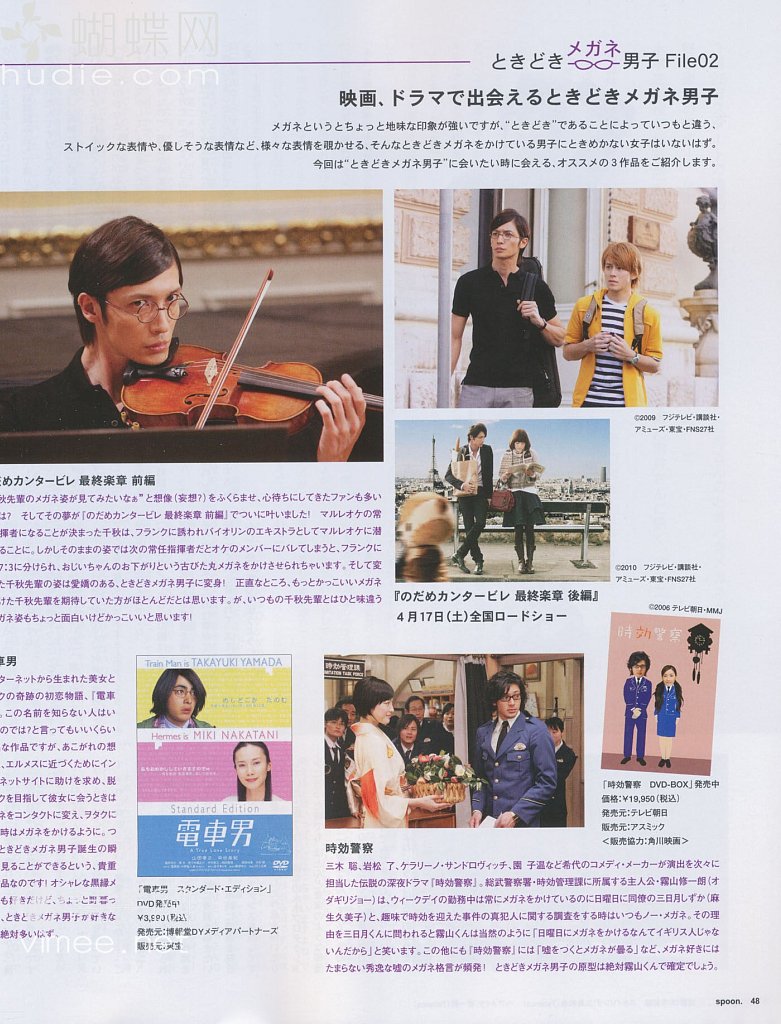 蝴蝶网
hudie.com
ときどきメガネ男子 File02
映画、ドラマで出会えるときどきメガネ男子
メガネというとちょっと地味な印象が強いですが、“ときどき”であることによっていつもと違う、
ストイックな表情や、優しそうな表情など、様々な表情を覗かせる、そんなときどきメガネをかけている男子にときめかない女子はいないはず。
今回は“ときどきメガネ男子”に会いたい時に会える、オススメの3作品をご紹介します。
©2009 フジテレビ・講談社・
アミューズ・東宝・FNS27社
だめカンタービレ 最終楽章 前編
秋先輩のメガネ姿が見てみたいなぁ”と想像（妄想?）をふくらませ、心待ちにしてきたファンも多い
は? そしてその夢が『のだめカンタービレ 最終楽章 前編』でついに叶いました! マルレオケの常
揮者になることが決まった千秋は、フランクに誘われバイオリンのエキストラとしてマルレオケに潜
ることに。しかしそのままの姿では次の常任指揮者だとオケのメンバーにバレてしまうと、フランクに
7:3に分けられ、おじいちゃんのお下がりという古びた丸メガネをかけさせられちゃいます。そして変
た千秋先輩の姿は愛嬌のある、ときどきメガネ男子に変身! 正直なところ、もっとかっこいいメガネ
けた千秋先輩を期待していた方がほとんどだとは思います。が、いつもの千秋先輩とはひと味違う
ガネ姿もちょっと面白いけどかっこいいと思います!
©2010 フジテレビ・講談社・
アミューズ・東宝・FNS27社
『のだめカンタービレ 最終楽章 後編』
4月17日（土）全国ロードショー
©2006 テレビ朝日・MMJ
時効警察
「時効警察 DVD-BOX」発売中
価格：¥19,950（税込）
発売元：テレビ朝日
販売元：アスミック
＜販売協力：角川映画＞
車男
ターネットから生まれた美女と
クの奇跡の初恋物語、『電車
。この名前を知らない人はい
のでは?と言ってもいいくらい
な作品ですが、あこがれの想
、エルメスに近づくためにイン
ネットサイトに助けを求め、脱
クを目指して彼女に会うときは
ネをコンタクトに変え、ヲタクに
時はメガネをかけるように。つ
ときどきメガネ男子誕生の瞬
見ることができるという、貴重
品なのです! オシャレな黒縁メ
も好きだけど、ちょっと野暮っ
、ときどきメガネ男子が好きな
絶対多いはず。
vimee.
Train Man is TAKAYUKI YAMADA
めしどこか たのむ
Hermès is MIKI NAKATANI
Standard Edition
電車男
A True Love Story
山田孝之 中谷美紀
DVD
「電車男 スタンダード・エディション」
DVD発売中
¥3,990（税込）
発売元：博報堂DYメディアパートナーズ
販売元：東宝
時効管理課
時効警察
三木 聡、岩松 了、ケラリーノ・サンドロヴィッチ、園 子温など希代のコメディ・メーカーが演出を次々に
担当した伝説の深夜ドラマ『時効警察』。総武警察署・時効管理課に所属する主人公・霧山修一朗（オ
ダギリジョー）は、ウィークデイの勤務中は常にメガネをかけているのに日曜日に同僚の三日月しずか（麻
生久美子）と、趣味で時効を迎えた事件の真犯人に関する調査をする時はいつもノー・メガネ。その理
由を三日月くんに問われると霧山くんは当然のように「日曜日にメガネをかけるなんてイギリス人じゃな
いんだから」と笑います。この他にも『時効警察』には「嘘をつくとメガネが曇る」など、メガネ好きには
たまらない秀逸な嘘のメガネ格言が頻発! ときどきメガネ男子の原型は絶対霧山くんで確定でしょう。
spoon. 48